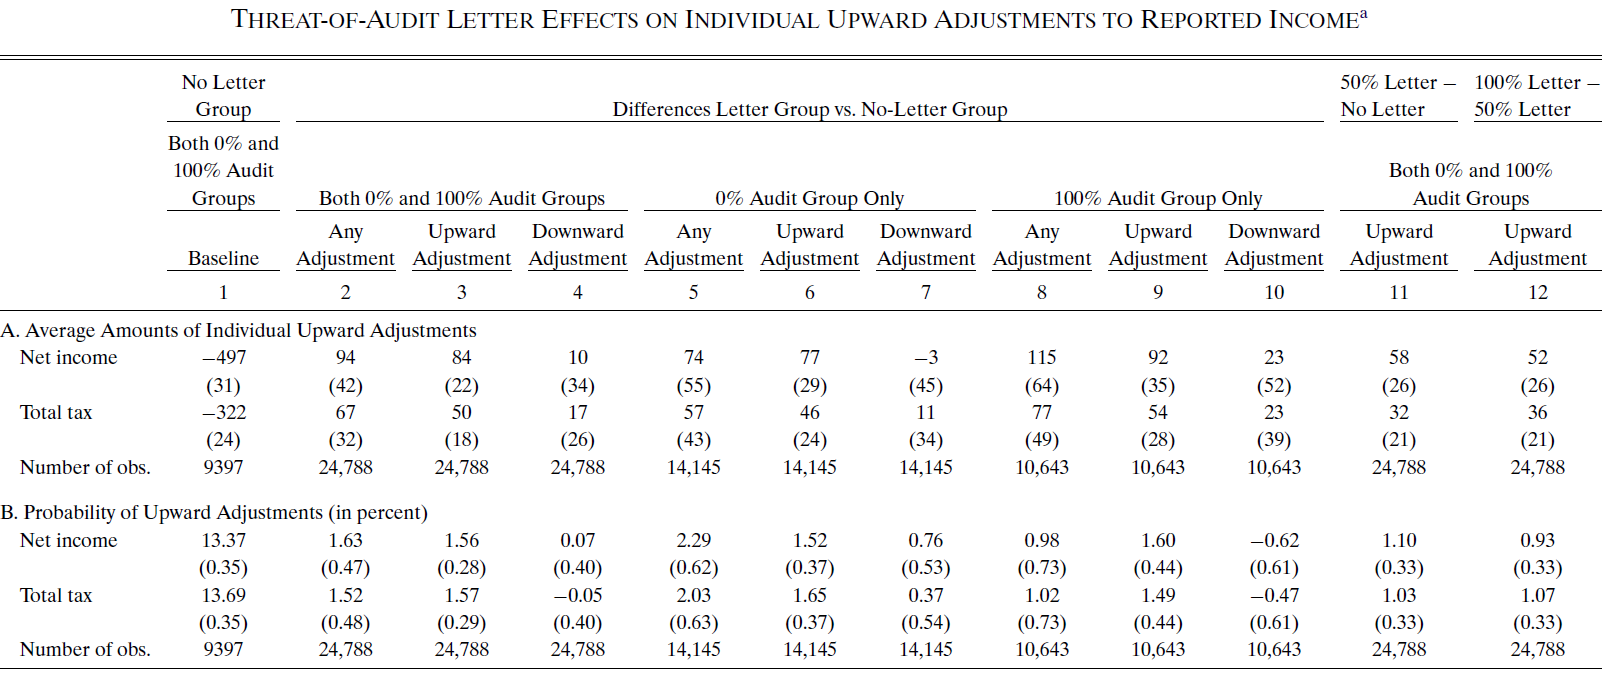 THREAT-OF-AUDIT LETTER EFFECTS ON INDIVIDUAL UPWARD ADJUSTMENTS TO REPORTED INCOMEa
No Letter 50% Letter − 100% Letter −
Group Differences Letter Group vs. No-Letter Group No Letter 50% Letter
Both 0% and
100% Audit Both 0% and 100%
Groups Both 0% and 100% Audit Groups 0% Audit Group Only 100% Audit Group Only Audit Groups
Any Upward Downward Any Upward Downward Any Upward Downward Upward Upward
Baseline Adjustment Adjustment Adjustment Adjustment Adjustment Adjustment Adjustment Adjustment Adjustment Adjustment Adjustment
1 2 3 4 5 6 7 8 9 10 11 12
A. Average Amounts of Individual Upward Adjustments
Net income −497 94 84 10 74 77 −3 115 92 23 58 52
(31) (42) (22) (34) (55) (29) (45) (64) (35) (52) (26) (26)
Total tax −322 67 50 17 57 46 11 77 54 23 32 36
(24) (32) (18) (26) (43) (24) (34) (49) (28) (39) (21) (21)
Number of obs. 9397 24,788 24,788 24,788 14,145 14,145 14,145 10,643 10,643 10,643 24,788 24,788
B. Probability of Upward Adjustments (in percent)
Net income 13.37 1.63 1.56 0.07 2.29 1.52 0.76 0.98 1.60 −0.62 1.10 0.93
(0.35) (0.47) (0.28) (0.40) (0.62) (0.37) (0.53) (0.73) (0.44) (0.61) (0.33) (0.33)
Total tax 13.69 1.52 1.57 −0.05 2.03 1.65 0.37 1.02 1.49 −0.47 1.03 1.07
(0.35) (0.48) (0.29) (0.40) (0.63) (0.37) (0.54) (0.73) (0.44) (0.61) (0.33) (0.33)
Number of obs. 9397 24,788 24,788 24,788 14,145 14,145 14,145 10,643 10,643 10,643 24,788 24,788